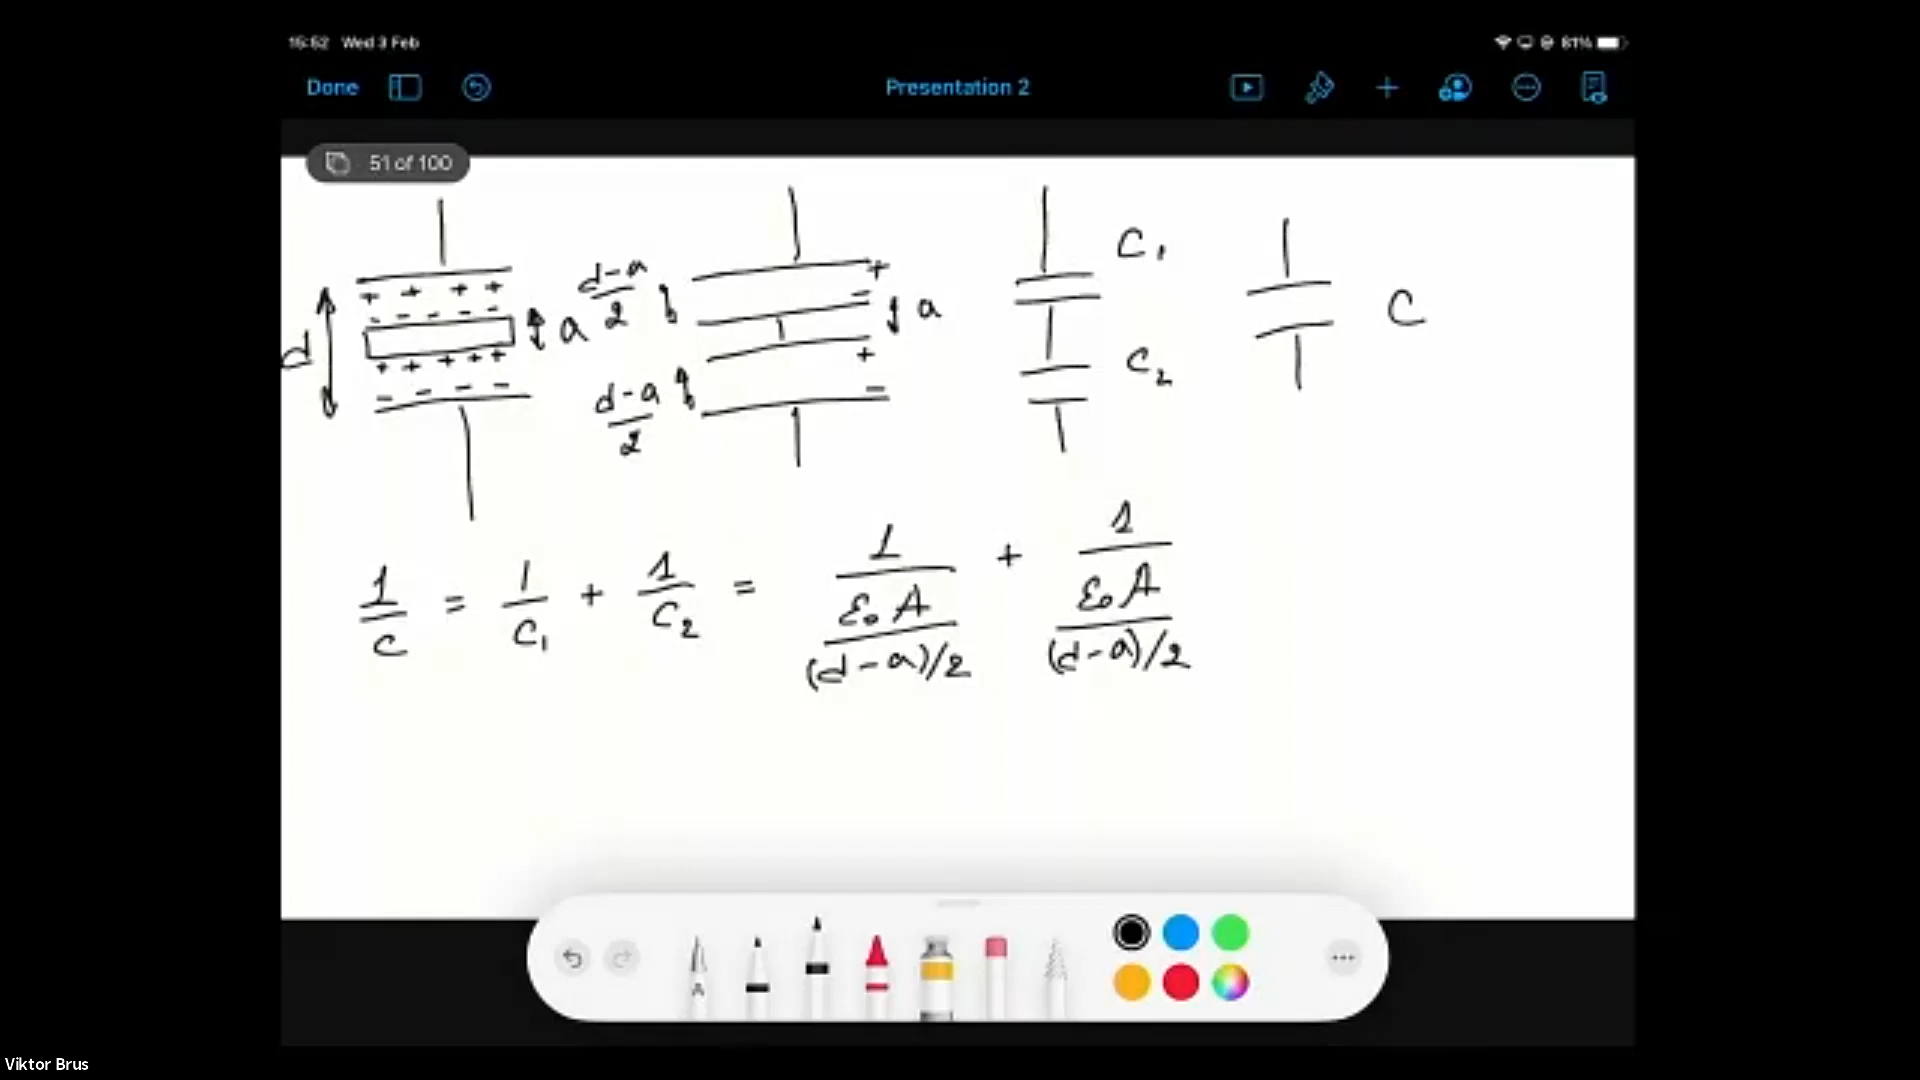 15:52 Wed 3 Feb 81%
Done Presentation 2
51 of 100
d + + + + - - - - - a + + + + + - - - -
d-a/2 + - a
d-a/2 + -
C₁
C₂
C
1/C = 1/C₁ + 1/C₂ = 1/(ε₀A/((d-a)/2)) + 1/(ε₀A/((d-a)/2))
A
Viktor Brus